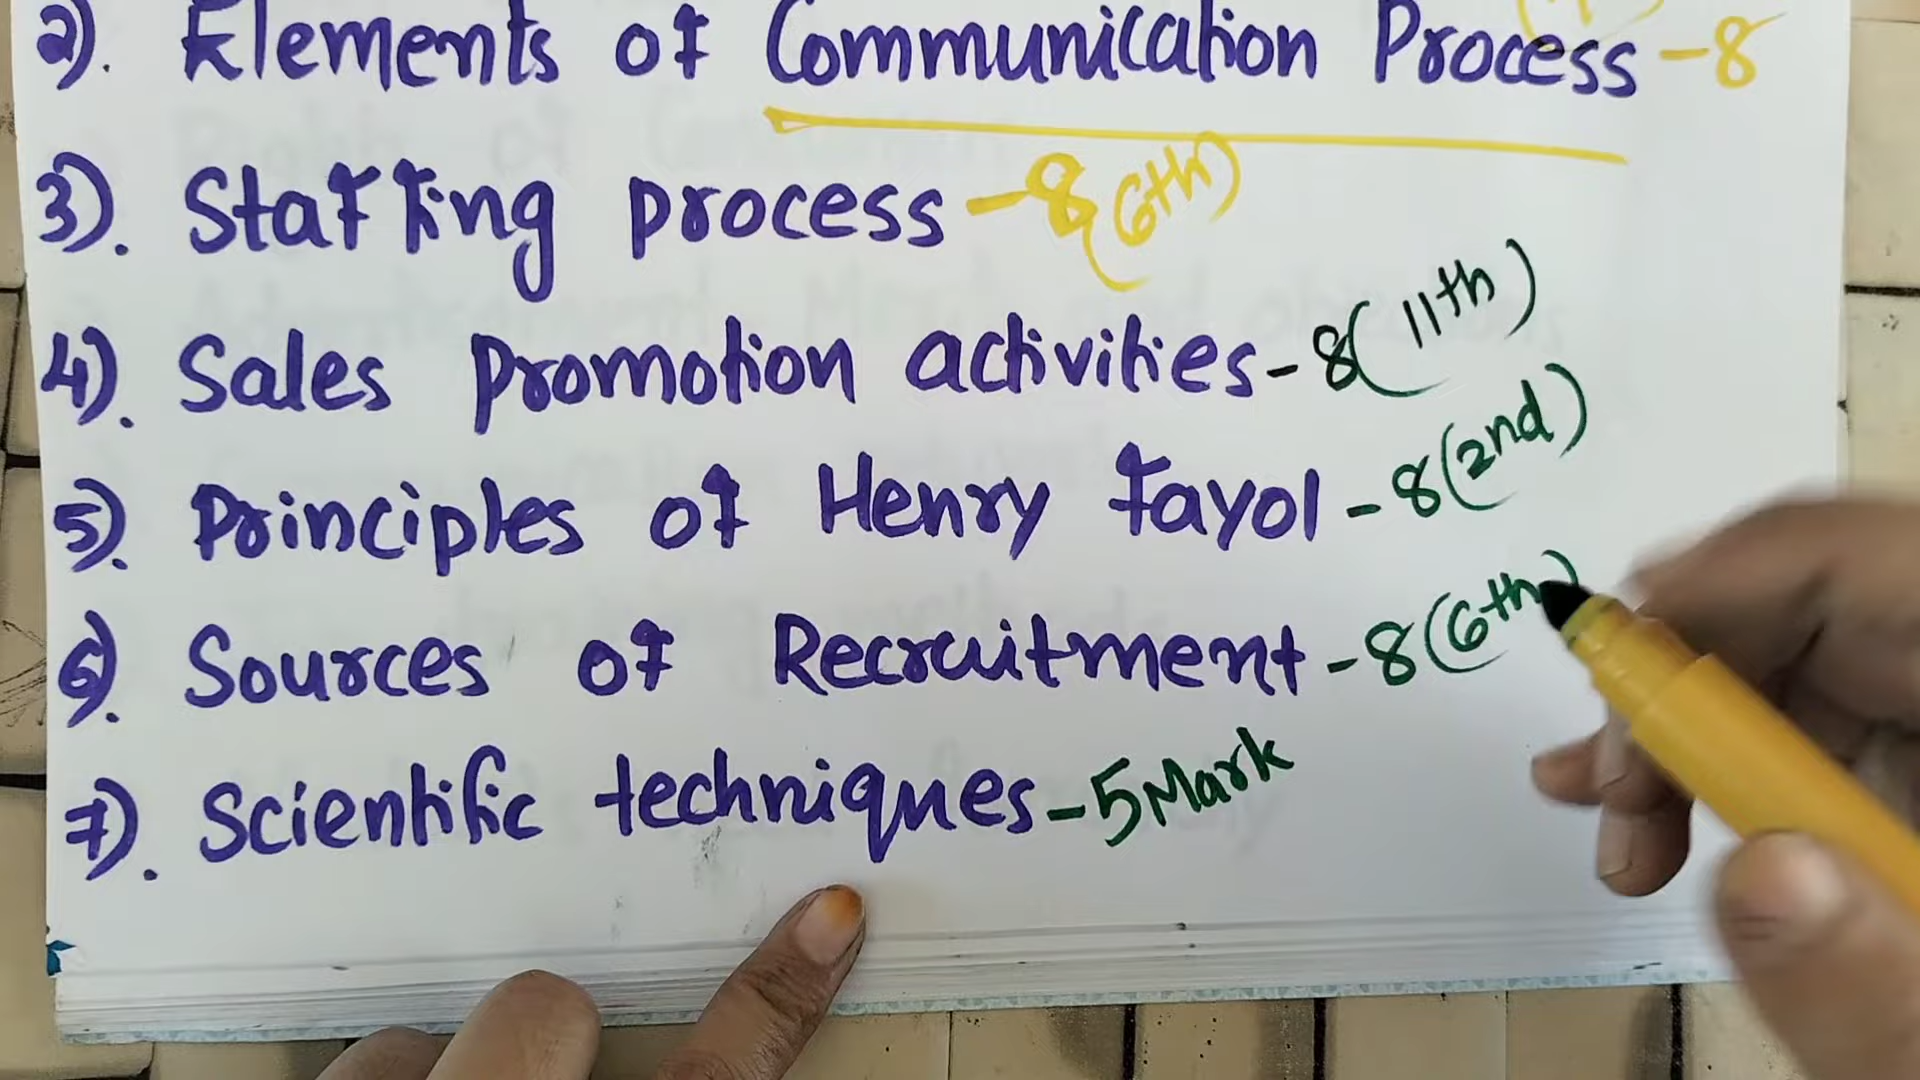 2). Elements of Communication Process - 8
3). Staffing process - 8 (6th)
4). Sales promotion activities - 8 (11th)
5). Principles of Henry Fayol - 8 (2nd)
6). Sources of Recruitment - 8 (6th)
7). Scientific techniques - 5 Mark